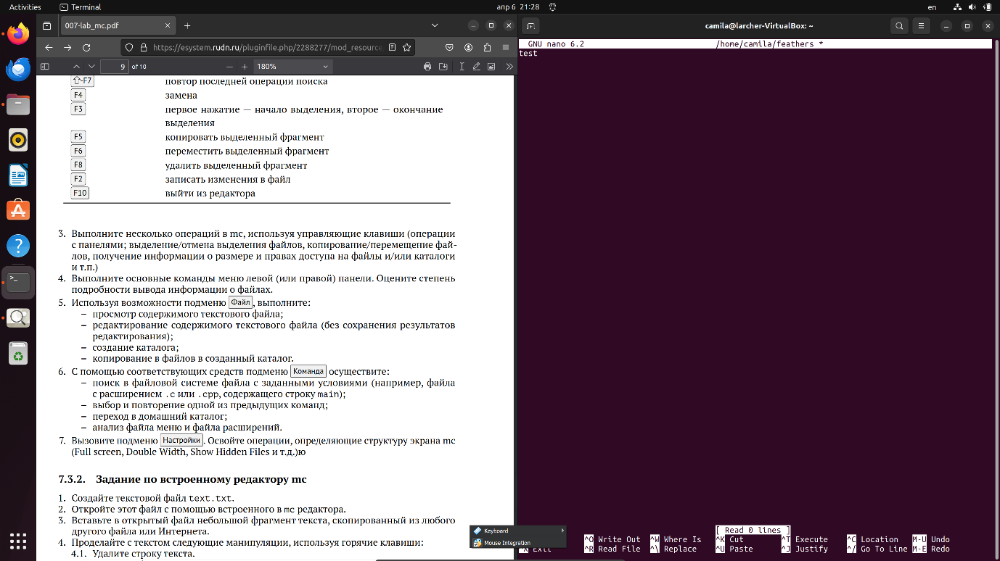 Activities
Terminal
апр 6 21:28
en
007-lab_mc.pdf
camila@larcher-VirtualBox: ~
https://esystem.rudn.ru/pluginfile.php/2288277/mod_resource
9 of 10
180%
⇧-F7 повтор последней операции поиска
F4 замена
F3 первое нажатие — начало выделения, второе — окончание
выделения
F5 копировать выделенный фрагмент
F6 переместить выделенный фрагмент
F8 удалить выделенный фрагмент
F2 записать изменения в файл
F10 выйти из редактора
3. Выполните несколько операций в mc, используя управляющие клавиши (операции
с панелями; выделение/отмена выделения файлов, копирование/перемещение фай-
лов, получение информации о размере и правах доступа на файлы и/или каталоги
и т.п.)
4. Выполните основные команды меню левой (или правой) панели. Оцените степень
подробности вывода информации о файлах.
5. Используя возможности подменю Файл, выполните:
– просмотр содержимого текстового файла;
– редактирование содержимого текстового файла (без сохранения результатов
редактирования);
– создание каталога;
– копирование в файлов в созданный каталог.
6. С помощью соответствующих средств подменю Команда осуществите:
– поиск в файловой системе файла с заданными условиями (например, файла
с расширением .c или .cpp, содержащего строку main);
– выбор и повторение одной из предыдущих команд;
– переход в домашний каталог;
– анализ файла меню и файла расширений.
7. Вызовите подменю Настройки. Освойте операции, определяющие структуру экрана mc
(Full screen, Double Width, Show Hidden Files и т.д.)ю
7.3.2. Задание по встроенному редактору mc
1. Создайте текстовой файл text.txt.
2. Откройте этот файл с помощью встроенного в mc редактора.
3. Вставьте в открытый файл небольшой фрагмент текста, скопированный из любого
другого файла или Интернета.
4. Проделайте с текстом следующие манипуляции, используя горячие клавиши:
4.1. Удалите строку текста.
Keyboard
Mouse Integration
GNU nano 6.2 /home/camila/feathers *
test
[ Read 0 lines ]
^O Write Out ^W Where Is ^K Cut ^T Execute ^C Location M-U Undo
^X Exit ^R Read File ^\ Replace ^U Paste ^J Justify ^/ Go To Line M-E Redo